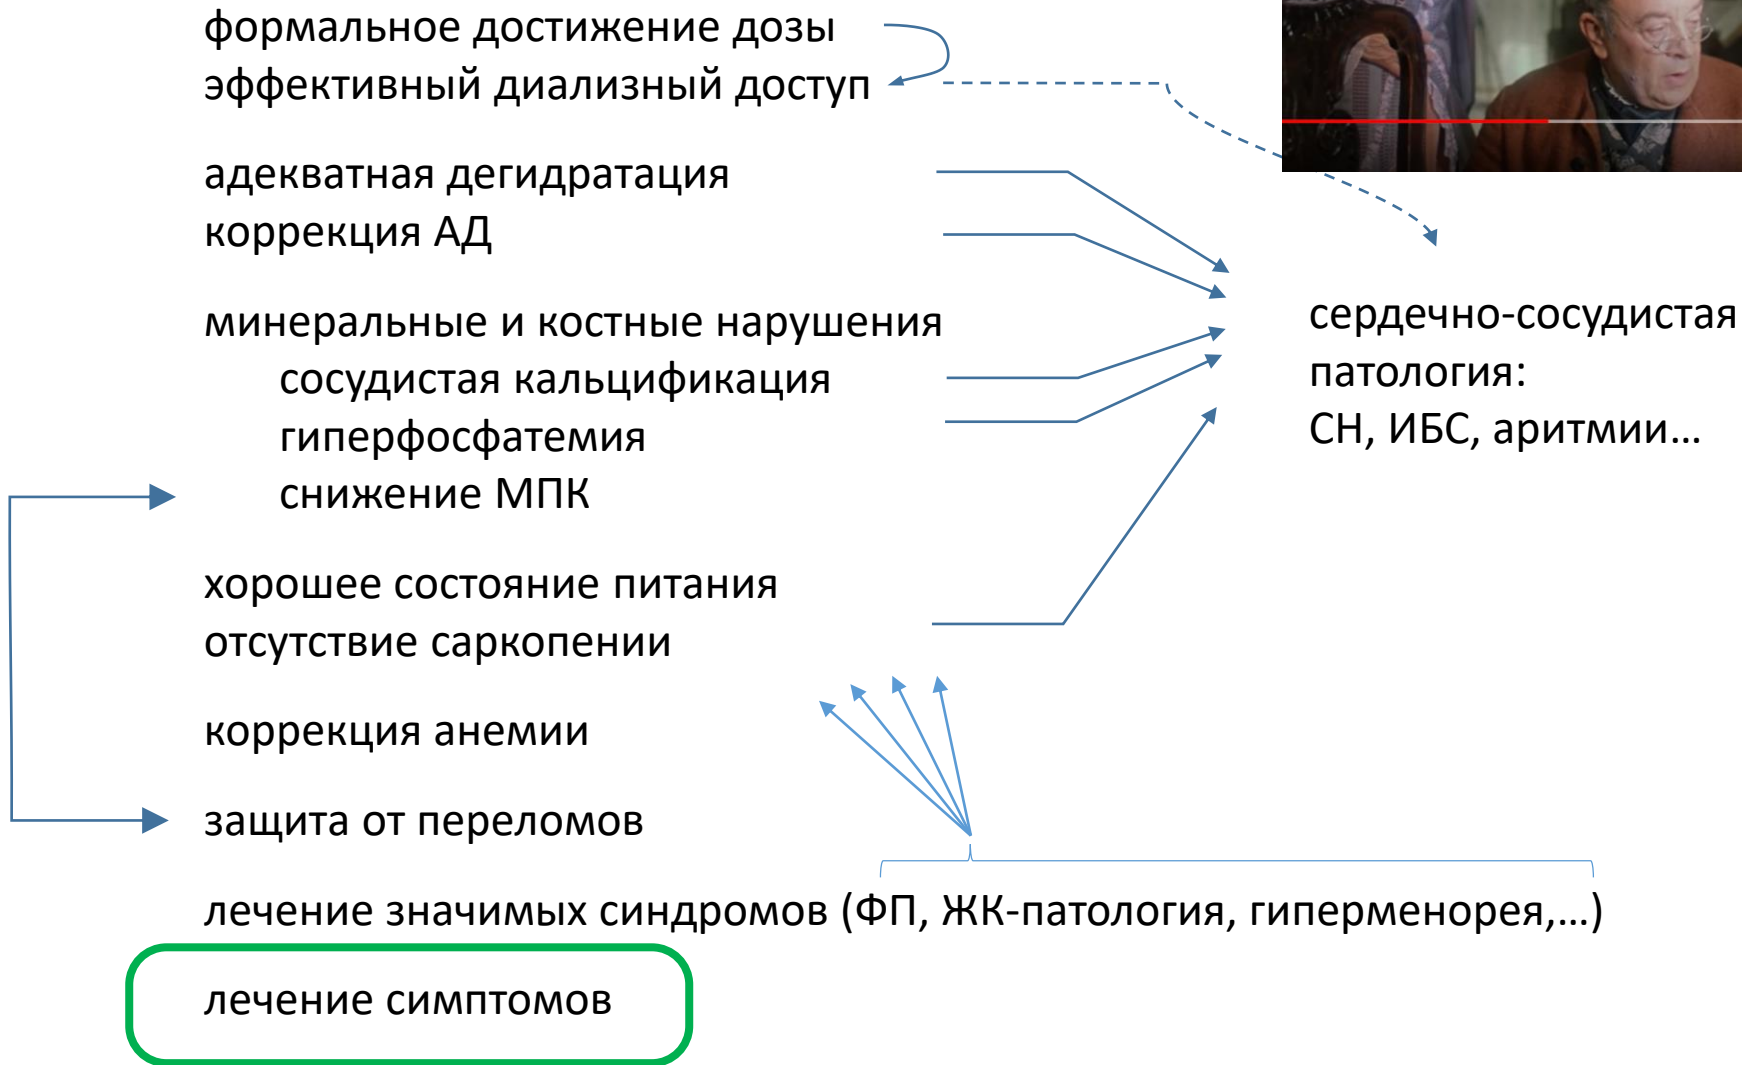 формальное достижение дозы
эффективный диализный доступ
адекватная дегидратация
коррекция АД
минеральные и костные нарушения
сосудистая кальцификация
гиперфосфатемия
снижение МПК
хорошее состояние питания
отсутствие саркопении
коррекция анемии
защита от переломов
лечение значимых синдромов (ФП, ЖК-патология, гиперменорея,...)
лечение симптомов
сердечно-сосудистая
патология:
СН, ИБС, аритмии...